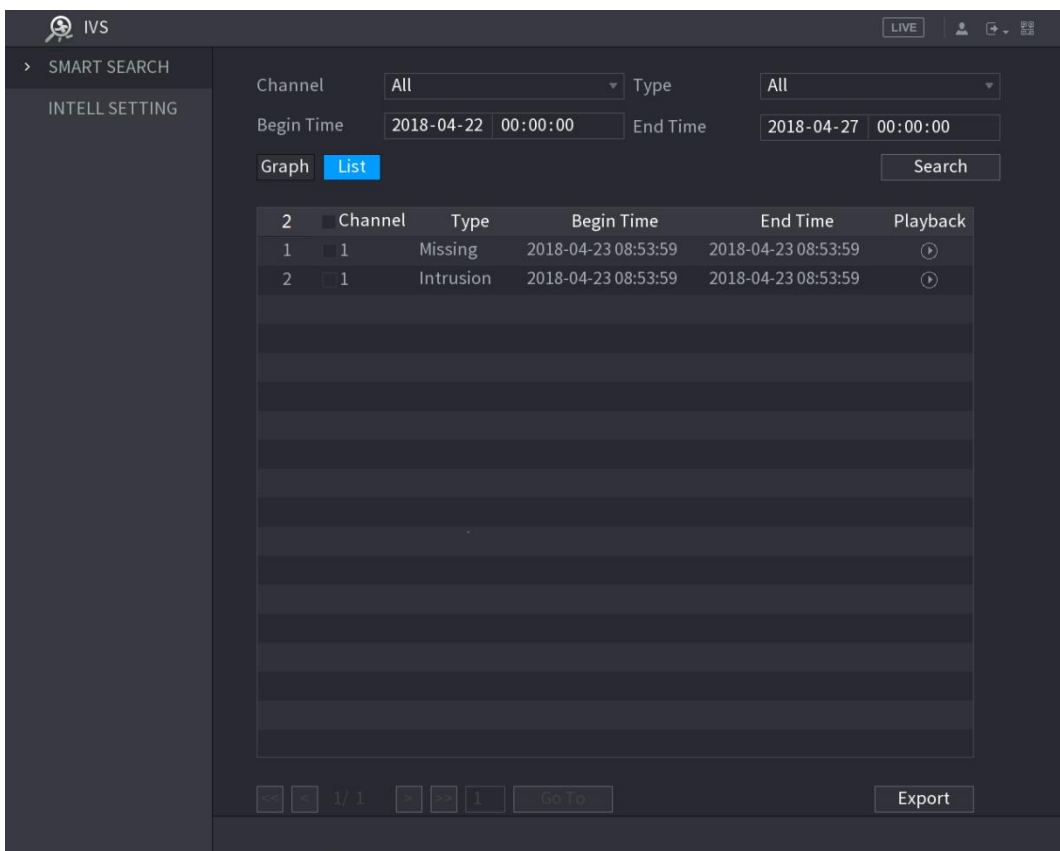 IVS LIVE
> SMART SEARCH
INTELL SETTING
Channel All Type All
Begin Time 2018-04-22 00:00:00 End Time 2018-04-27 00:00:00
Graph List Search
2 Channel Type Begin Time End Time Playback
1 1 Missing 2018-04-23 08:53:59 2018-04-23 08:53:59
2 1 Intrusion 2018-04-23 08:53:59 2018-04-23 08:53:59
<< < 1/ 1 > >> 1 Go To Export